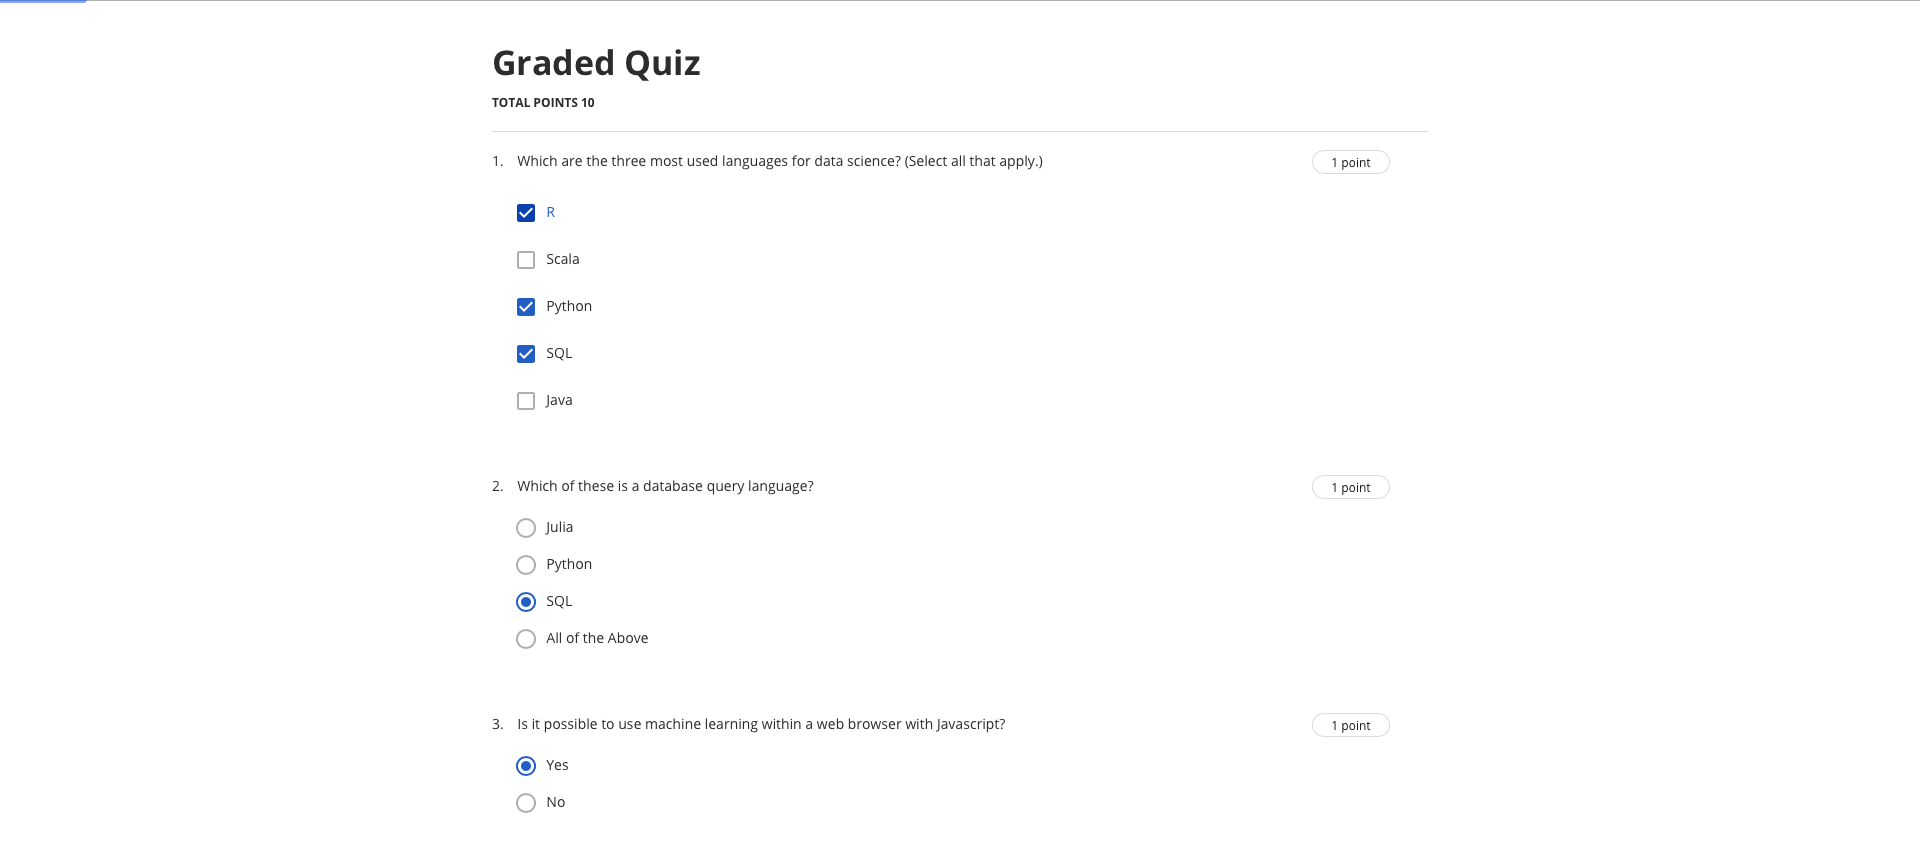 Graded Quiz
TOTAL POINTS 10
1. Which are the three most used languages for data science? (Select all that apply.) 1 point
R
Scala
Python
SQL
Java
2. Which of these is a database query language? 1 point
Julia
Python
SQL
All of the Above
3. Is it possible to use machine learning within a web browser with Javascript? 1 point
Yes
No